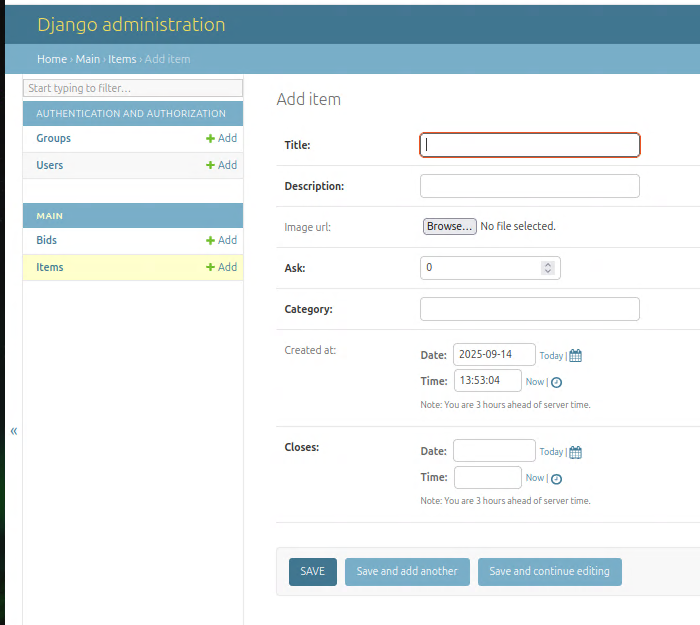 Django administration
Home › Main › Items › Add item
Start typing to filter...
AUTHENTICATION AND AUTHORIZATION
Groups + Add
Users + Add
MAIN
Bids + Add
Items + Add
«
Add item
Title:
Description:
Image url: Browse... No file selected.
Ask: 0
Category:
Created at:
Date: 2025-09-14 Today |
Time: 13:53:04 Now |
Note: You are 3 hours ahead of server time.
Closes:
Date: Today |
Time: Now |
Note: You are 3 hours ahead of server time.
SAVE Save and add another Save and continue editing